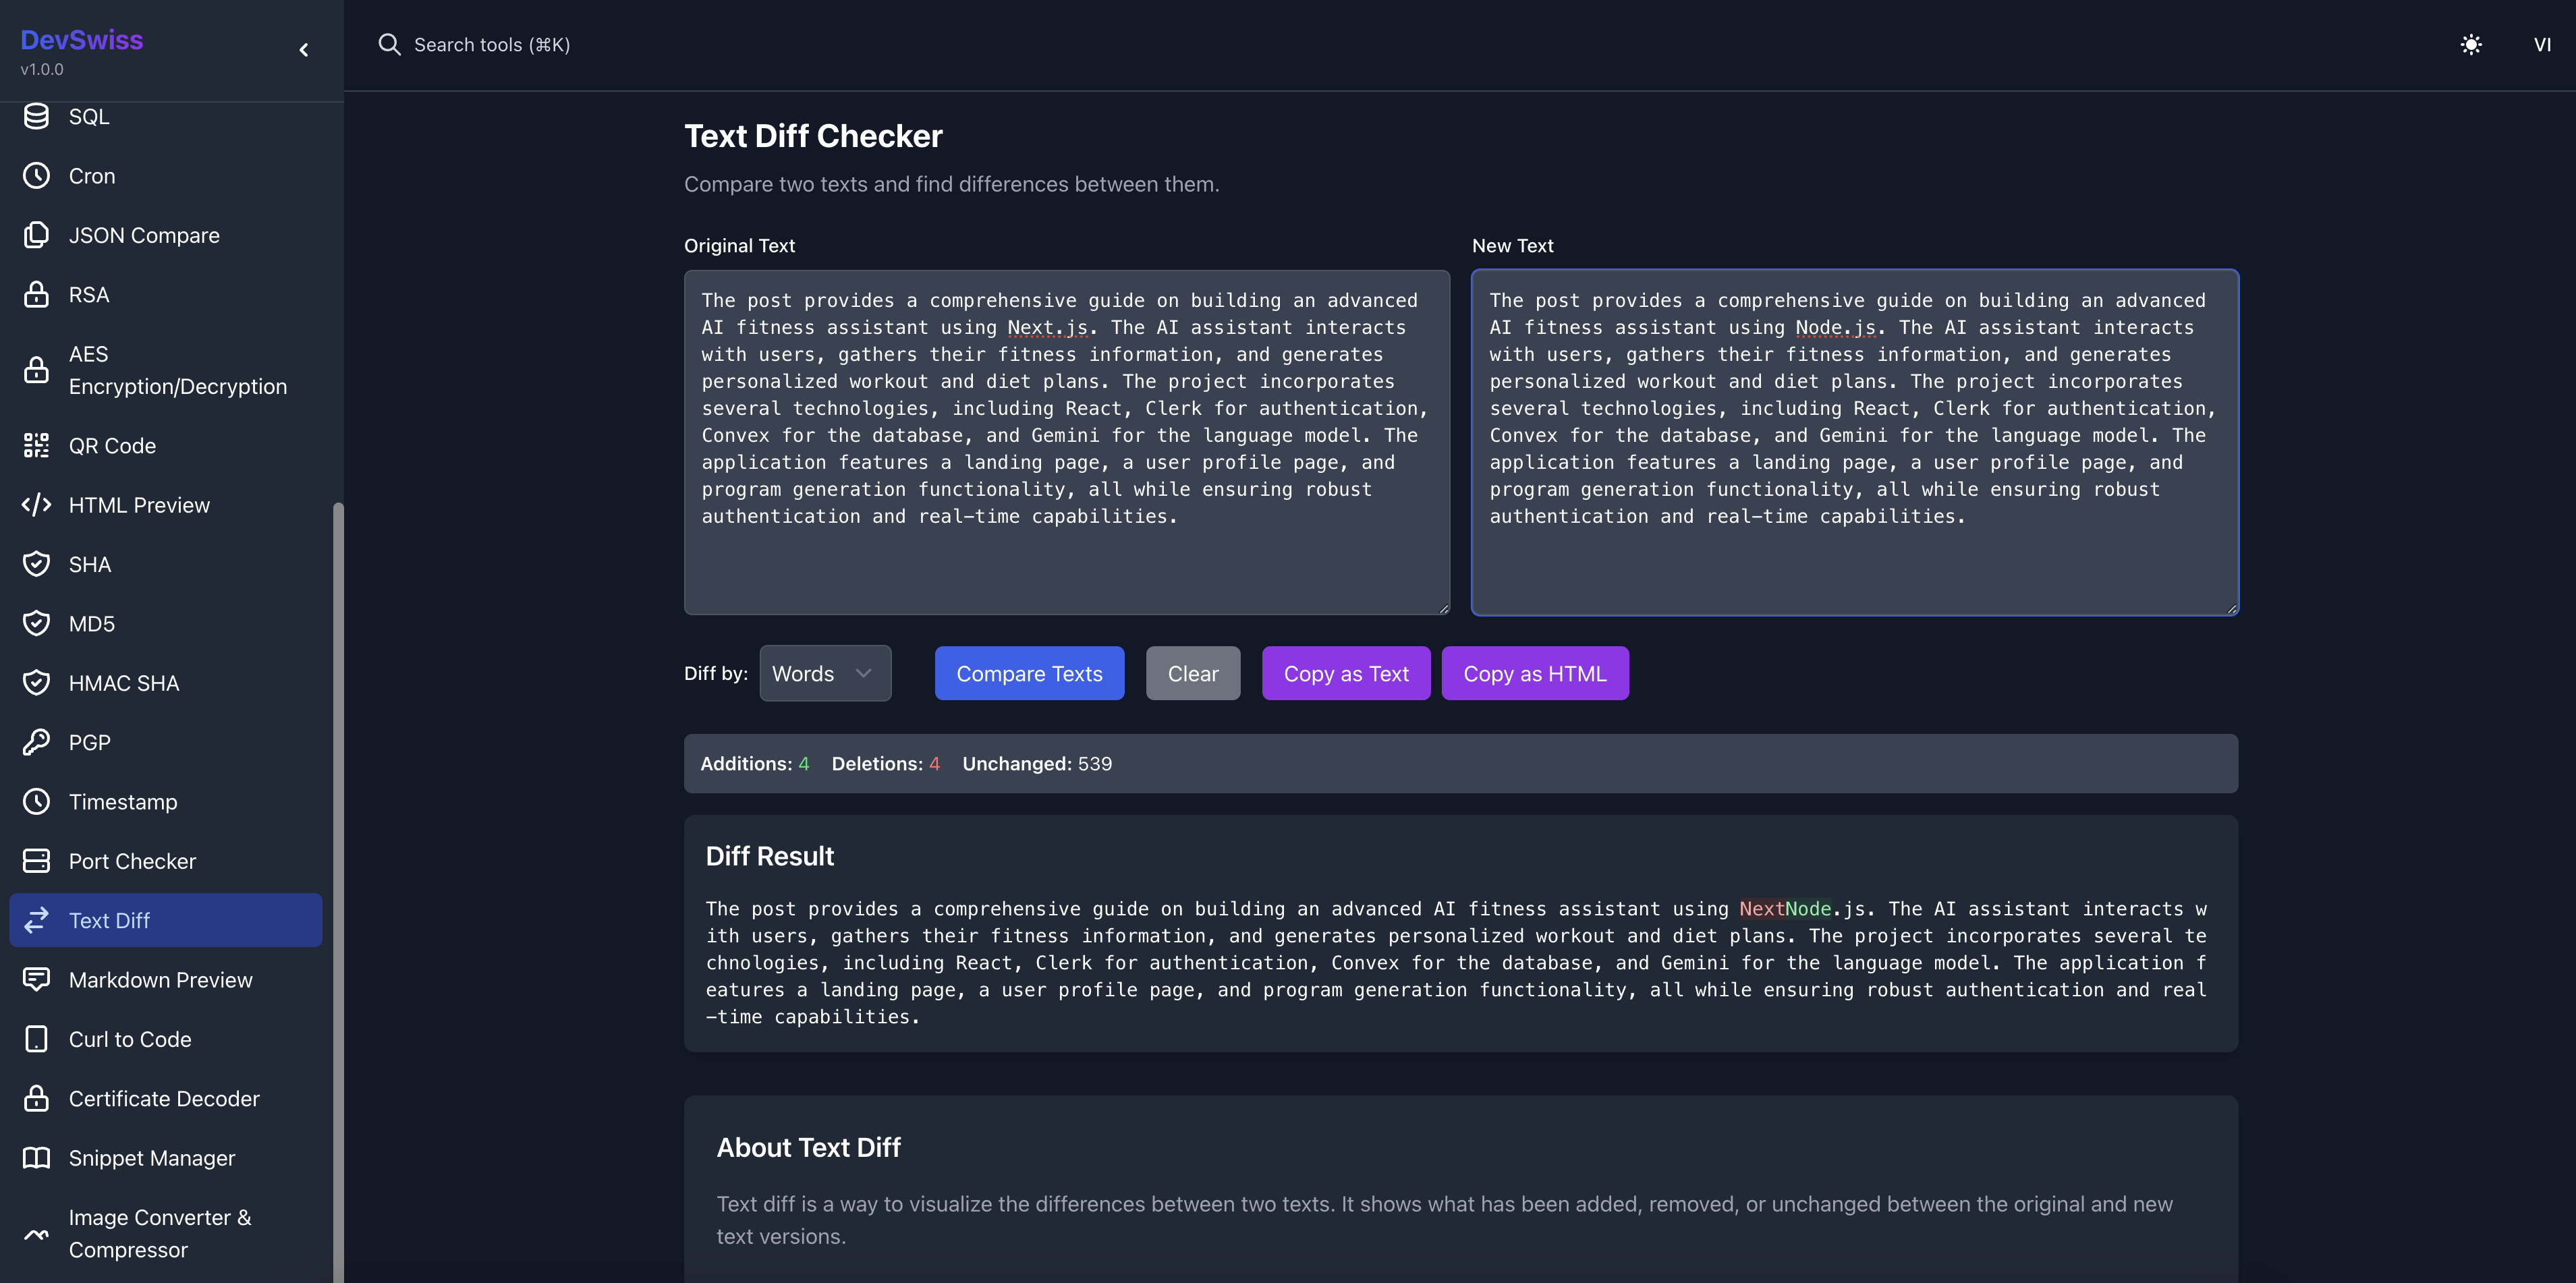 DevSwiss
v1.0.0
Search tools (⌘K)
VI
SQL
Cron
JSON Compare
RSA
AES
Encryption/Decryption
QR Code
HTML Preview
SHA
MD5
HMAC SHA
PGP
Timestamp
Port Checker
Text Diff
Markdown Preview
Curl to Code
Certificate Decoder
Snippet Manager
Image Converter &
Compressor
Text Diff Checker
Compare two texts and find differences between them.
Original Text
The post provides a comprehensive guide on building an advanced
AI fitness assistant using Next.js. The AI assistant interacts
with users, gathers their fitness information, and generates
personalized workout and diet plans. The project incorporates
several technologies, including React, Clerk for authentication,
Convex for the database, and Gemini for the language model. The
application features a landing page, a user profile page, and
program generation functionality, all while ensuring robust
authentication and real-time capabilities.
New Text
The post provides a comprehensive guide on building an advanced
AI fitness assistant using Node.js. The AI assistant interacts
with users, gathers their fitness information, and generates
personalized workout and diet plans. The project incorporates
several technologies, including React, Clerk for authentication,
Convex for the database, and Gemini for the language model. The
application features a landing page, a user profile page, and
program generation functionality, all while ensuring robust
authentication and real-time capabilities.
Diff by: Words Compare Texts Clear Copy as Text Copy as HTML
Additions: 4 Deletions: 4 Unchanged: 539
Diff Result
The post provides a comprehensive guide on building an advanced AI fitness assistant using NextNode.js. The AI assistant interacts w
ith users, gathers their fitness information, and generates personalized workout and diet plans. The project incorporates several te
chnologies, including React, Clerk for authentication, Convex for the database, and Gemini for the language model. The application f
eatures a landing page, a user profile page, and program generation functionality, all while ensuring robust authentication and real
-time capabilities.
About Text Diff
Text diff is a way to visualize the differences between two texts. It shows what has been added, removed, or unchanged between the original and new
text versions.